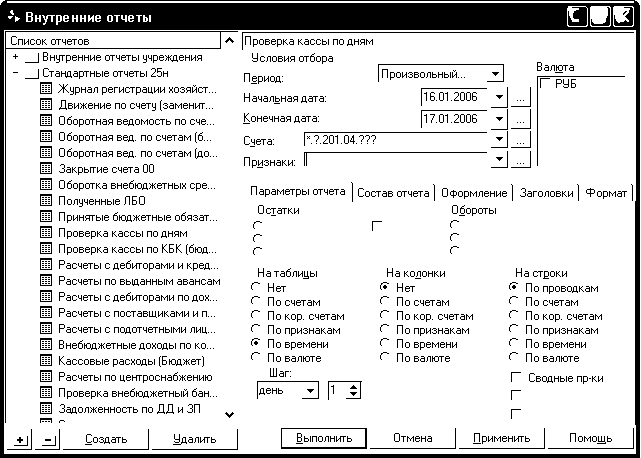 Внутренние отчеты
Список отчетов
Внутренние отчеты учреждения
Стандартные отчеты 25н
Журнал регистрации хозяйст...
Движение по счету (заменит...
Оборотная ведомость по сче...
Оборотная вед. по счетам (б...
Оборотная вед. по счетам (до...
Закрытие счета 00
Оборотка внебюджетных сре...
Полученные ЛБО
Принятые бюджетные обязат...
Проверка кассы по дням
Проверка кассы по КБК (бюд...
Расчеты с дебиторами и кред...
Расчеты по выданным авансам
Расчеты с дебиторами по дох...
Расчеты с поставщиками и п...
Расчеты с подотчетными лиц...
Внебюджетные доходы по ко...
Кассовые расходы (Бюджет)
Расчеты по центроснабжению
Проверка внебюджетный бан...
Задолженность по ДД и ЗП
Создать
Удалить
Проверка кассы по дням
Условия отбора
Период:
Произвольный...
Начальная дата:
16.01.2006
...
Конечная дата:
17.01.2006
...
Счета:
*.?.201.04.???
...
Признаки:
...
Валюта
РУБ
Параметры отчета
Состав отчета
Оформление
Заголовки
Формат
Остатки
Обороты
На таблицы
Нет
По счетам
По кор. счетам
По признакам
По времени
По валюте
Шаг:
день
1
На колонки
Нет
По счетам
По кор. счетам
По признакам
По времени
По валюте
На строки
По проводкам
По счетам
По кор. счетам
По признакам
По времени
По валюте
Сводные пр-ки
Выполнить
Отмена
Применить
Помощь